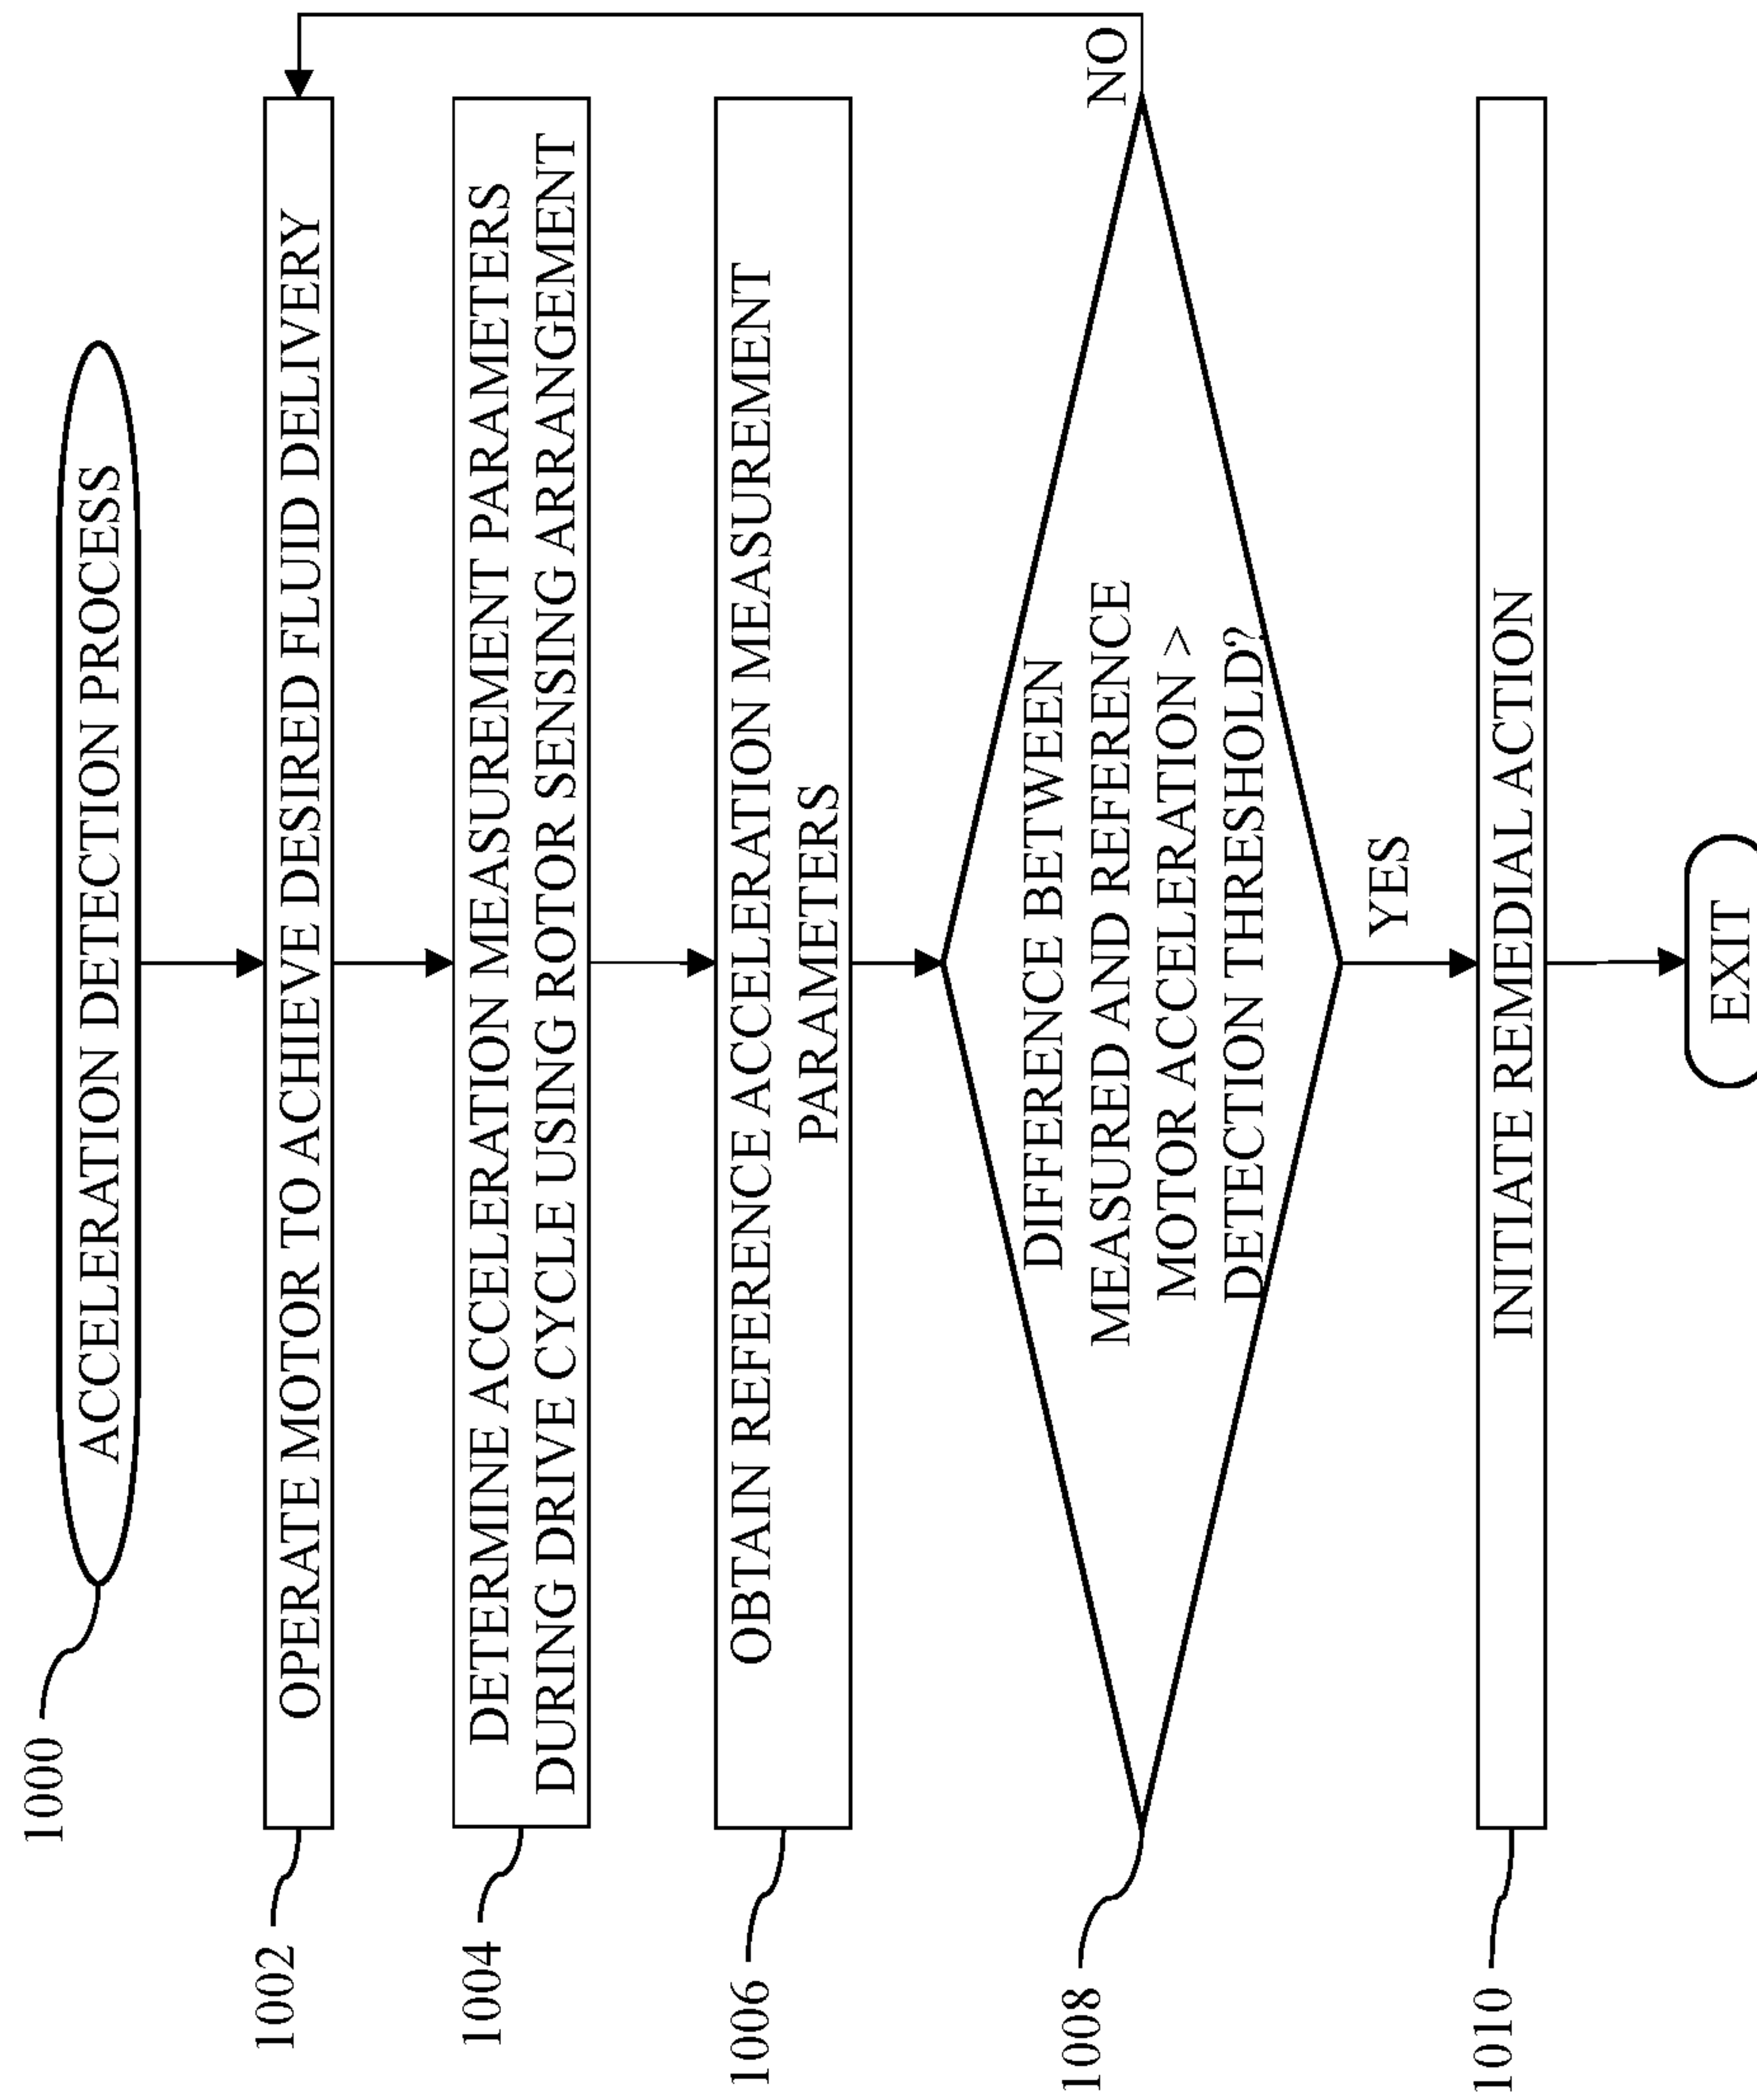 1000
ACCELERATION DETECTION PROCESS
1002
OPERATE MOTOR TO ACHIEVE DESIRED FLUID DELIVERY
1004
DETERMINE ACCELERATION MEASUREMENT PARAMETERS
DURING DRIVE CYCLE USING ROTOR SENSING ARRANGEMENT
1006
OBTAIN REFERENCE ACCELERATION MEASUREMENT
PARAMETERS
1008
DIFFERENCE BETWEEN
MEASURED AND REFERENCE
MOTOR ACCELERATION >
DETECTION THRESHOLD?
NO
YES
1010
INITIATE REMEDIAL ACTION
EXIT